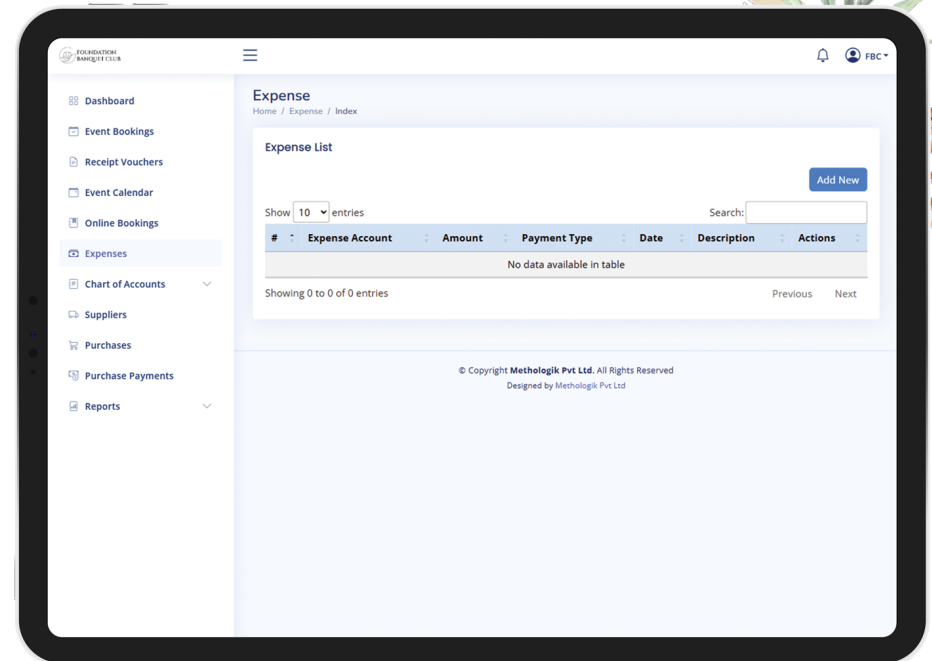 FOUNDATION
BANQUET CLUB
FBC
Dashboard
Event Bookings
Receipt Vouchers
Event Calendar
Online Bookings
Expenses
Chart of Accounts
Suppliers
Purchases
Purchase Payments
Reports
Expense
Home / Expense / Index
Expense List
Add New
Show 10 entries Search:
# Expense Account Amount Payment Type Date Description Actions
No data available in table
Showing 0 to 0 of 0 entries Previous Next
© Copyright Methologik Pvt Ltd. All Rights Reserved
Designed by Methologik Pvt Ltd